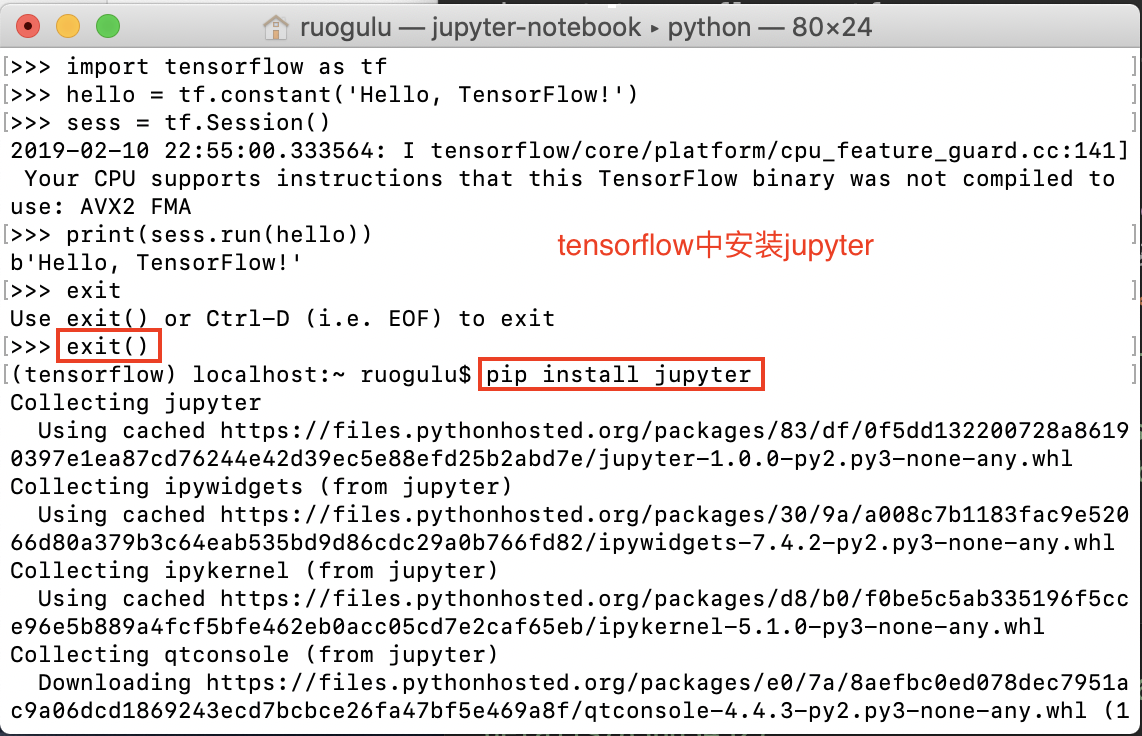 ruogulu — jupyter-notebook ▸ python — 80×24
[>>> import tensorflow as tf ]
[>>> hello = tf.constant('Hello, TensorFlow!') ]
[>>> sess = tf.Session() ]
2019-02-10 22:55:00.333564: I tensorflow/core/platform/cpu_feature_guard.cc:141]
Your CPU supports instructions that this TensorFlow binary was not compiled to
use: AVX2 FMA
[>>> print(sess.run(hello)) ]
tensorflow中安装jupyter
b'Hello, TensorFlow!'
[>>> exit ]
Use exit() or Ctrl-D (i.e. EOF) to exit
[>>> exit() ]
[(tensorflow) localhost:~ ruogulu$ pip install jupyter ]
Collecting jupyter
Using cached https://files.pythonhosted.org/packages/83/df/0f5dd132200728a8619
0397e1ea87cd76244e42d39ec5e88efd25b2abd7e/jupyter-1.0.0-py2.py3-none-any.whl
Collecting ipywidgets (from jupyter)
Using cached https://files.pythonhosted.org/packages/30/9a/a008c7b1183fac9e520
66d80a379b3c64eab535bd9d86cdc29a0b766fd82/ipywidgets-7.4.2-py2.py3-none-any.whl
Collecting ipykernel (from jupyter)
Using cached https://files.pythonhosted.org/packages/d8/b0/f0be5c5ab335196f5cc
e96e5b889a4fcf5bfe462eb0acc05cd7e2caf65eb/ipykernel-5.1.0-py3-none-any.whl
Collecting qtconsole (from jupyter)
Downloading https://files.pythonhosted.org/packages/e0/7a/8aefbc0ed078dec7951a
c9a06dcd1869243ecd7bcbce26fa47bf5e469a8f/qtconsole-4.4.3-py2.py3-none-any.whl (1